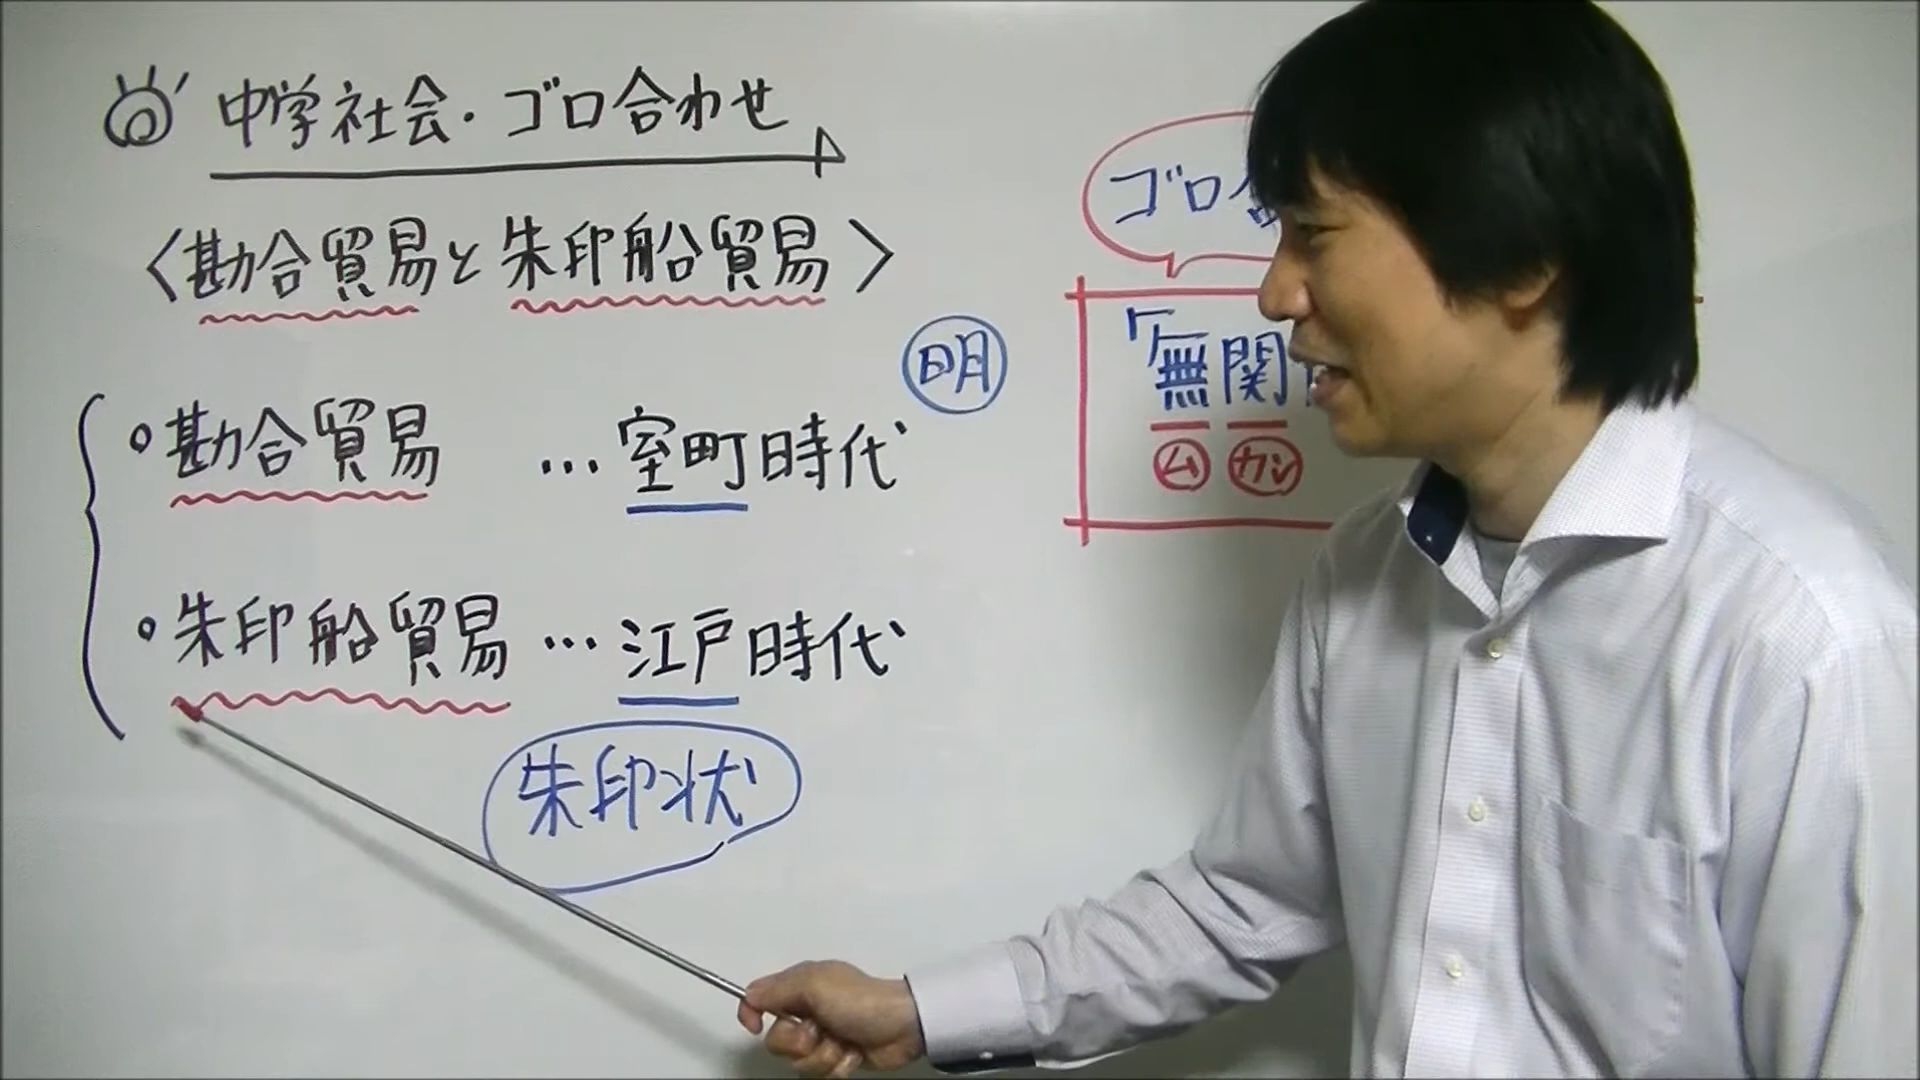 中学社会・ゴロ合わせ
〈勘合貿易と朱印船貿易〉
明
・勘合貿易 …室町時代
・朱印船貿易…江戸時代
朱印状
ゴロ
「無関
ム カン